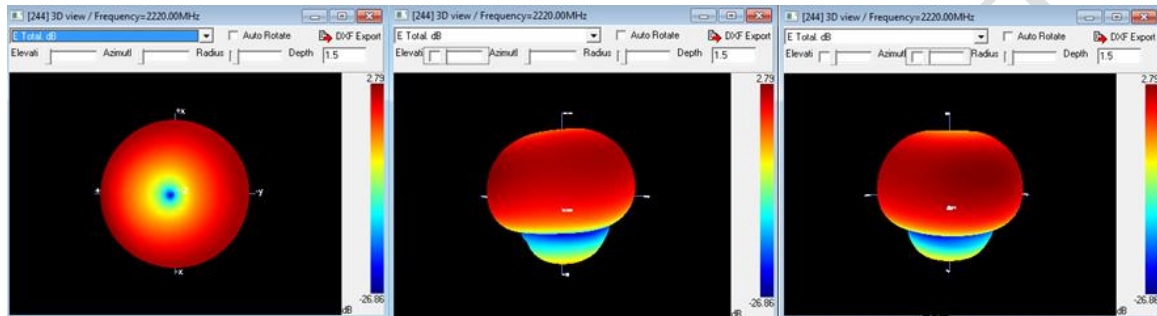 [244] 3D view / Frequency=2220.00MHz
E Total. dB
Auto Rotate
DXF Export
Elevati
Azimutl
Radius
Depth
1.5
2.79
+x
-y
-x
-26.86
dB
[244] 3D view / Frequency=2220.00MHz
E Total. dB
Auto Rotate
DXF Export
Elevati
Azimutl
Radius
Depth
1.5
2.79
-26.86
dB
[244] 3D view / Frequency=2220.00MHz
E Total. dB
Auto Rotate
DXF Export
Elevati
Azimutl
Radius
Depth
1.5
2.79
-26.86
dB